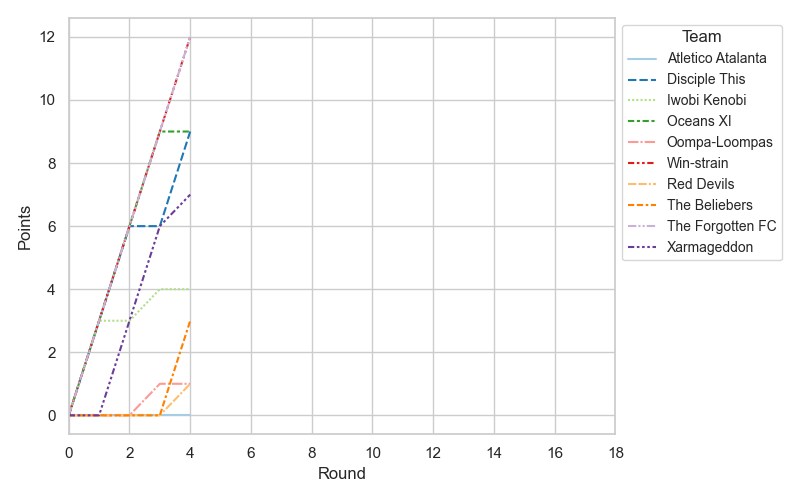 12
10
8
6
4
2
0
Points
0 2 4 6 8 10 12 14 16 18
Round
Team
Atletico Atalanta
Disciple This
Iwobi Kenobi
Oceans XI
Oompa-Loompas
Win-strain
Red Devils
The Beliebers
The Forgotten FC
Xarmageddon